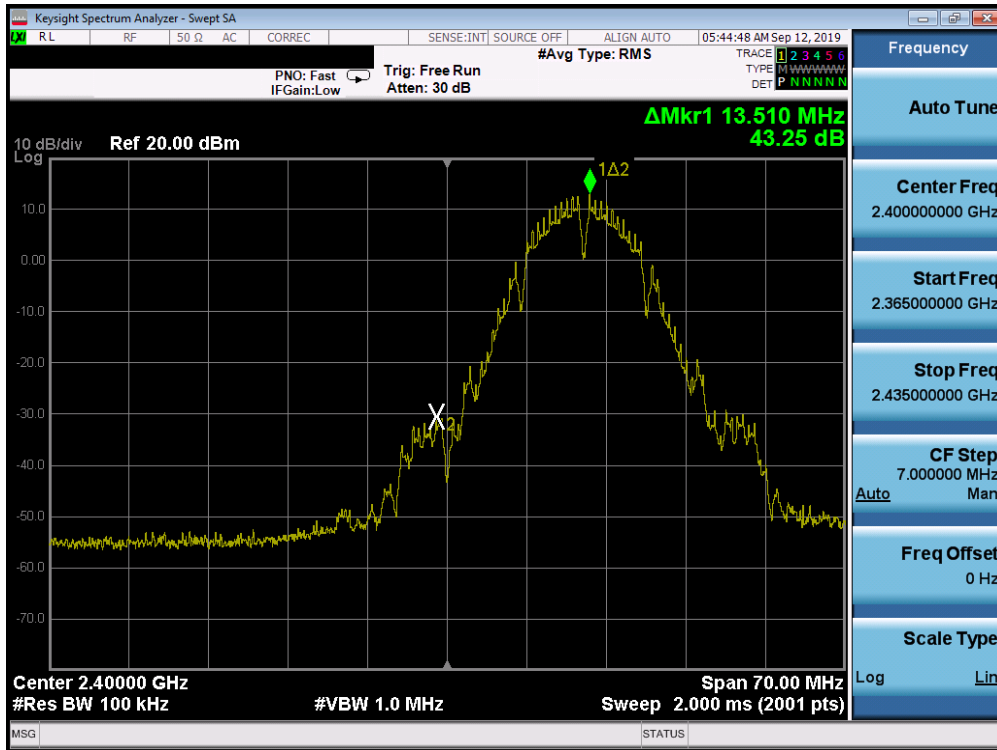 Keysight Spectrum Analyzer - Swept SA
LXI RL RF 50 Ω AC CORREC SENSE:INT SOURCE OFF ALIGN AUTO 05:44:48 AM Sep 12, 2019
#Avg Type: RMS
TRACE 1 2 3 4 5 6
PNO: Fast Trig: Free Run TYPE M W W W W W
IFGain:Low Atten: 30 dB DET P N N N N N
ΔMkr1 13.510 MHz
43.25 dB
10 dB/div Ref 20.00 dBm
Log
1Δ2
10.0
0.00
-10.0
-20.0
-30.0
X2
-40.0
-50.0
-60.0
-70.0
Center 2.40000 GHz Span 70.00 MHz
#Res BW 100 kHz #VBW 1.0 MHz Sweep 2.000 ms (2001 pts)
MSG STATUS
Frequency
Auto Tune
Center Freq
2.400000000 GHz
Start Freq
2.365000000 GHz
Stop Freq
2.435000000 GHz
CF Step
7.000000 MHz
Auto Man
Freq Offset
0 Hz
Scale Type
Log Lin